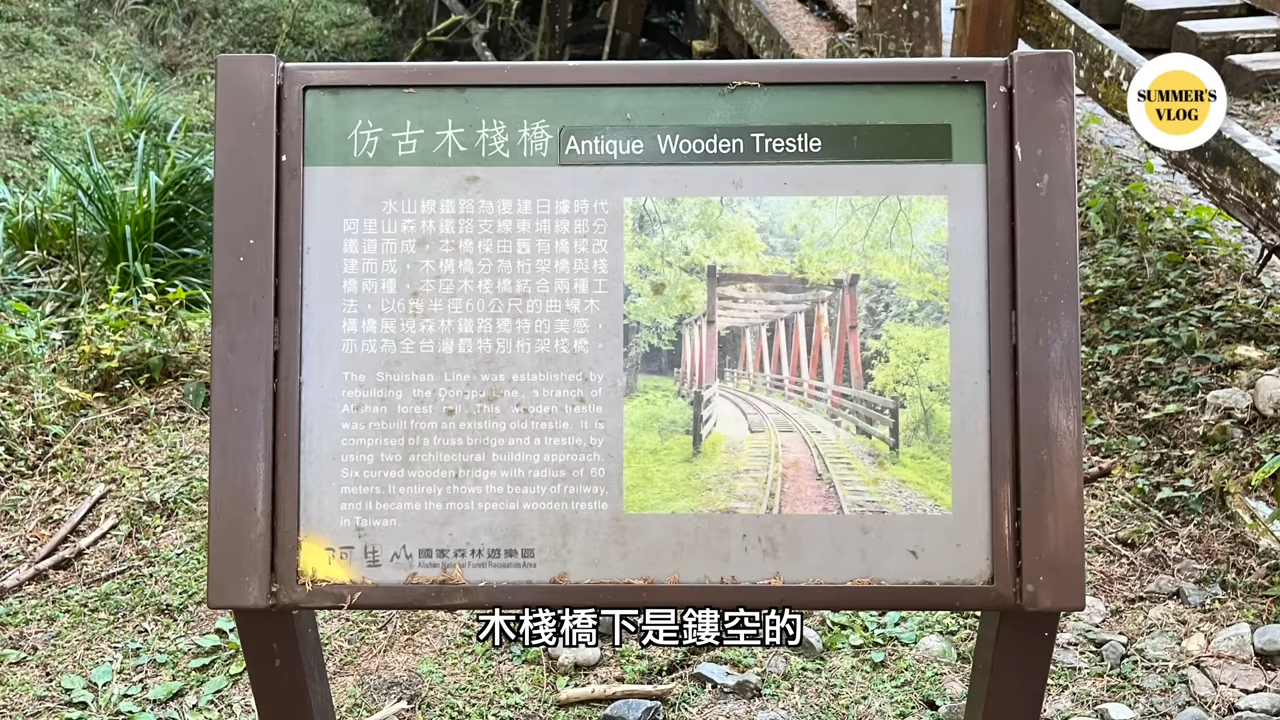 SUMMER'S
VLOG
仿古木棧橋 Antique Wooden Trestle
水山線鐵路為復建日據時代
阿里山森林鐵路支線東埔線部分
鐵道而成，本橋樑由舊有橋樑改
建而成，木構橋分為桁架橋與棧
橋兩種，本座木棧橋結合兩種工
法，以6跨半徑60公尺的曲線木
構橋展現森林鐵路獨特的美感，
亦成為全台灣最特別桁架棧橋。
The Shuishan Line was established by
rebuilding the Dongpu Line, a branch of
Alishan forest rail. This wooden trestle
was rebuilt from an existing old trestle. It is
comprised of a truss bridge and a trestle, by
using two architectural building approach.
Six curved wooden bridge with radius of 60
meters. It entirely shows the beauty of railway,
and it became the most special wooden trestle
in Taiwan.
阿里山 國家森林遊樂區
Alishan National Forest Recreation Area
木棧橋下是鏤空的